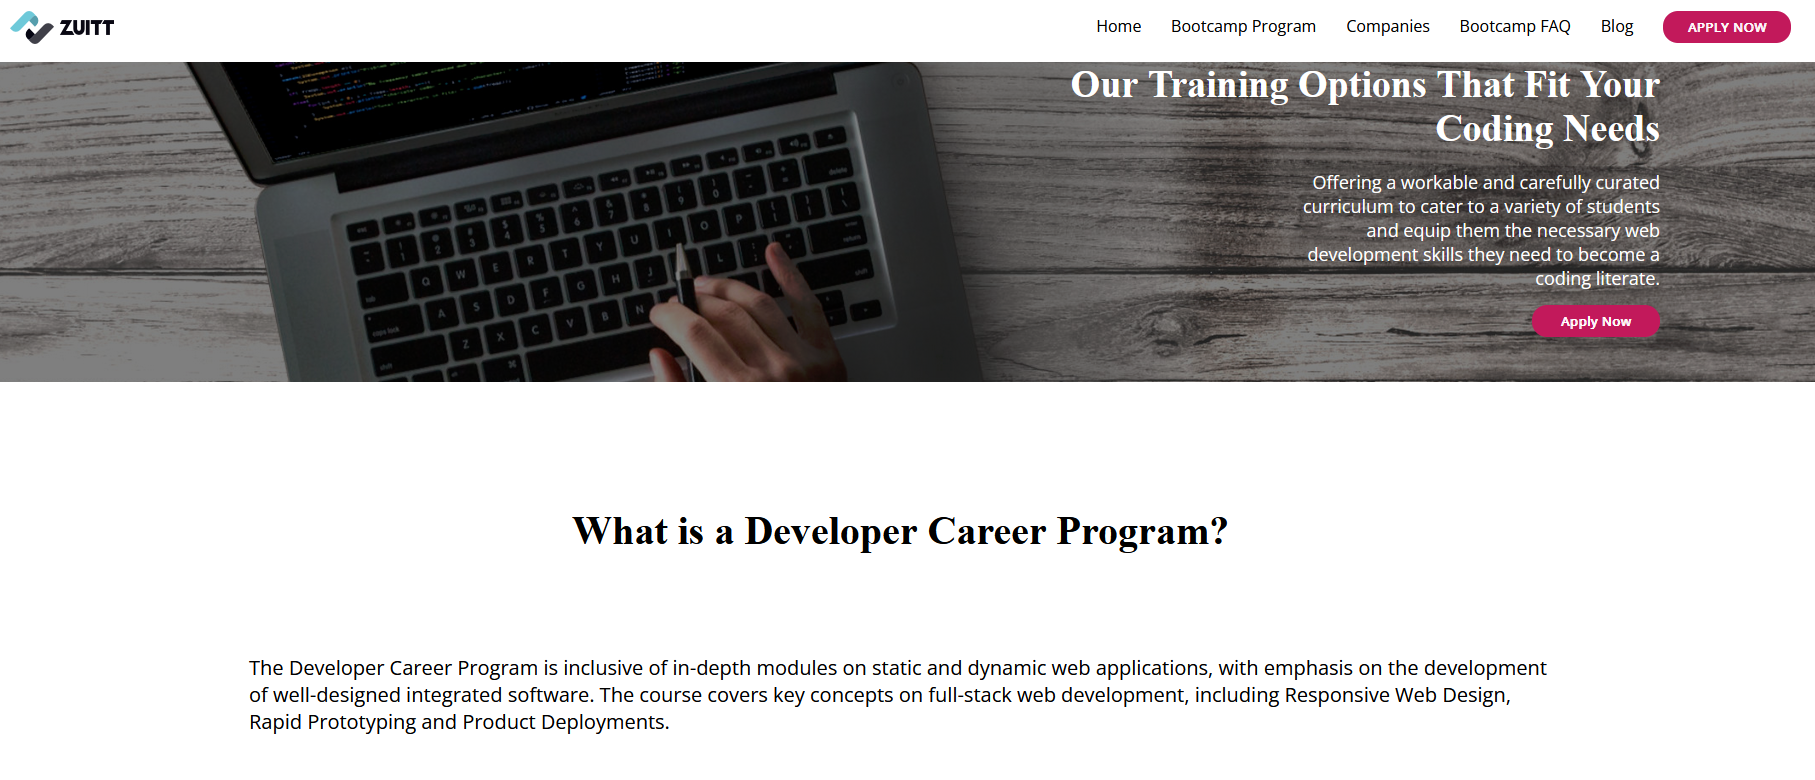 ZUITT
Home Bootcamp Program Companies Bootcamp FAQ Blog APPLY NOW
Our Training Options That Fit Your
Coding Needs
Offering a workable and carefully curated
curriculum to cater to a variety of students
and equip them the necessary web
development skills they need to become a
coding literate.
Apply Now
What is a Developer Career Program?
The Developer Career Program is inclusive of in-depth modules on static and dynamic web applications, with emphasis on the development
of well-designed integrated software. The course covers key concepts on full-stack web development, including Responsive Web Design,
Rapid Prototyping and Product Deployments.